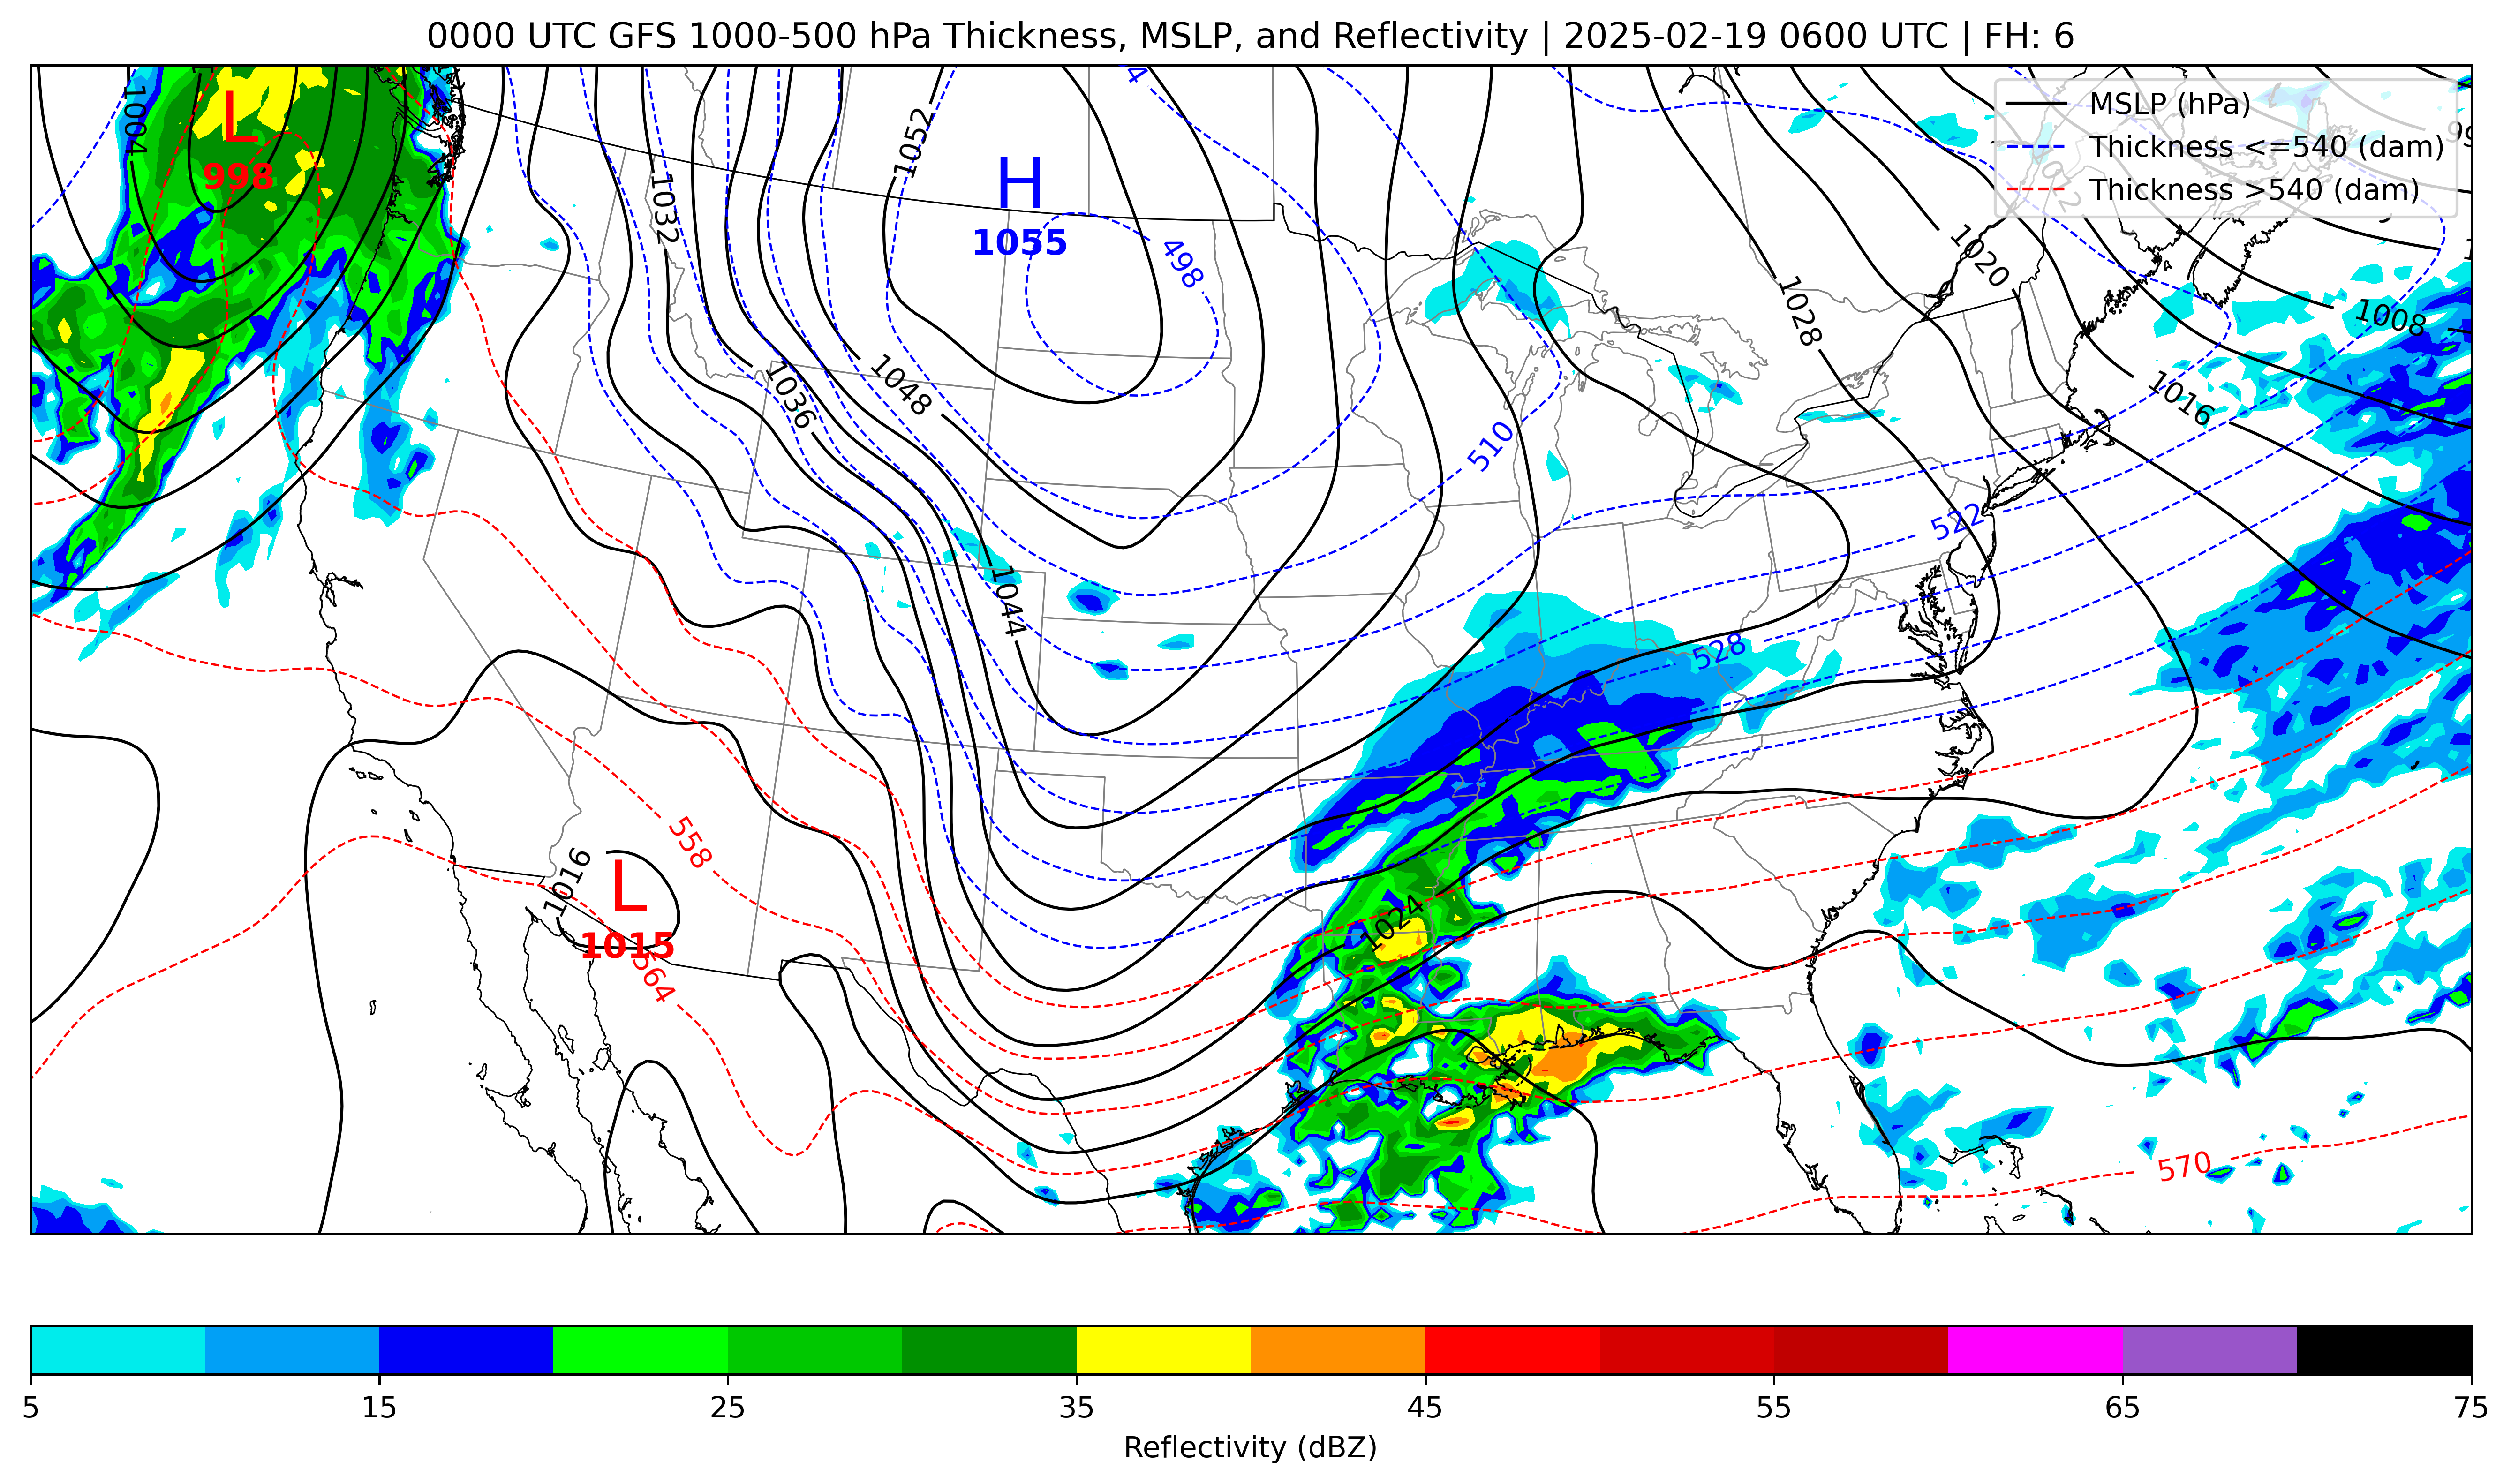 0000 UTC GFS 1000-500 hPa Thickness, MSLP, and Reflectivity | 2025-02-19 0600 UTC | FH: 6
MSLP (hPa)
Thickness <=540 (dam)
Thickness >540 (dam)
1004
L
998
1052
H
1055
498
1032
1020
1028
1008
1036
1048
1016
510
522
1044
528
558
1016
L
1015
564
1024
570
5 15 25 35 45 55 65 75
Reflectivity (dBZ)